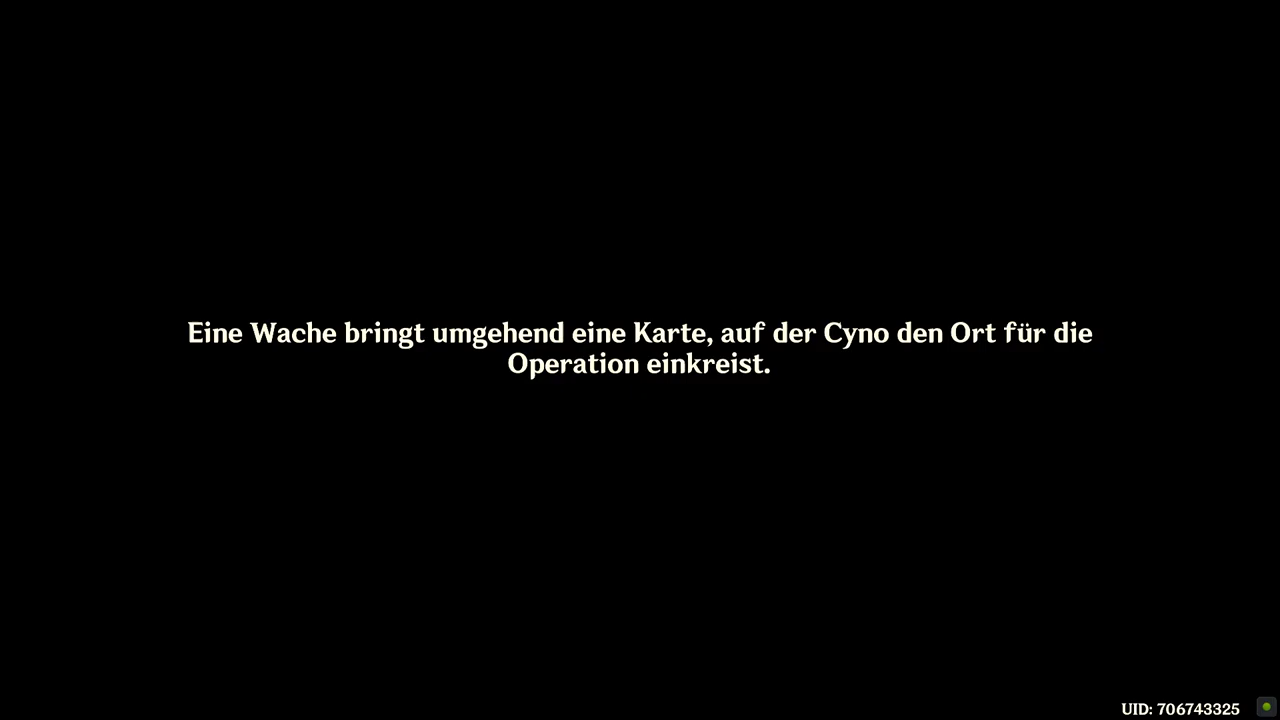 Eine Wache bringt umgehend eine Karte, auf der Cyno den Ort für die
Operation einkreist.
UID: 706743325